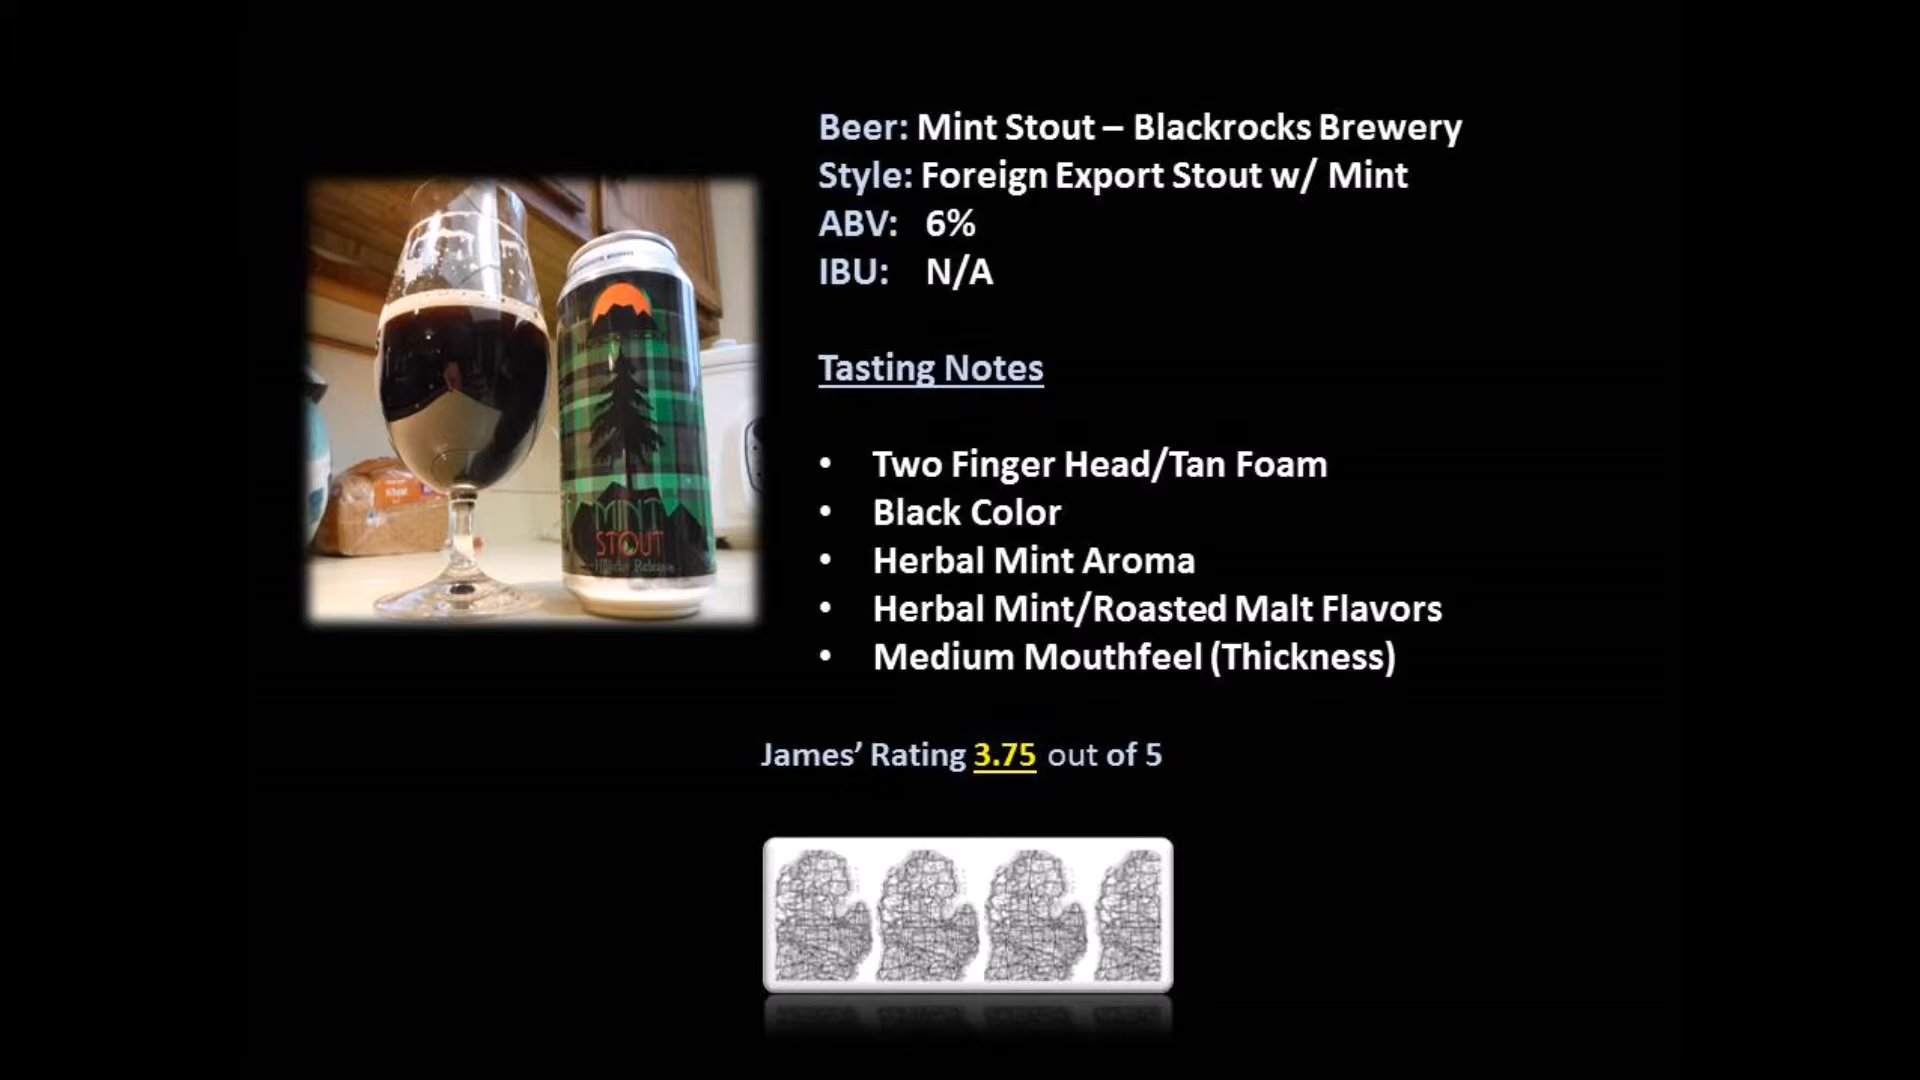 Beer: Mint Stout – Blackrocks Brewery
Style: Foreign Export Stout w/ Mint
ABV: 6%
IBU: N/A
Tasting Notes
• Two Finger Head/Tan Foam
• Black Color
• Herbal Mint Aroma
• Herbal Mint/Roasted Malt Flavors
• Medium Mouthfeel (Thickness)
MINT
STOUT
James’ Rating 3.75 out of 5